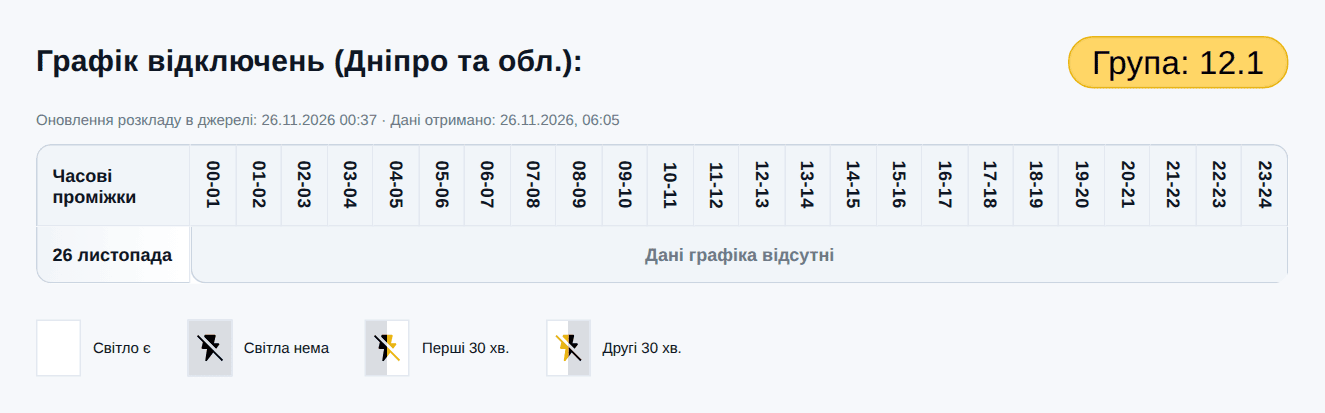 Графік відключень (Дніпро та обл.):
Група: 12.1
Оновлення розкладу в джерелі: 26.11.2026 00:37 · Дані отримано: 26.11.2026, 06:05
Часові
проміжки
00-01
01-02
02-03
03-04
04-05
05-06
06-07
07-08
08-09
09-10
10-11
11-12
12-13
13-14
14-15
15-16
16-17
17-18
18-19
19-20
20-21
21-22
22-23
23-24
26 листопада
Дані графіка відсутні
Світло є
Світла нема
Перші 30 хв.
Другі 30 хв.